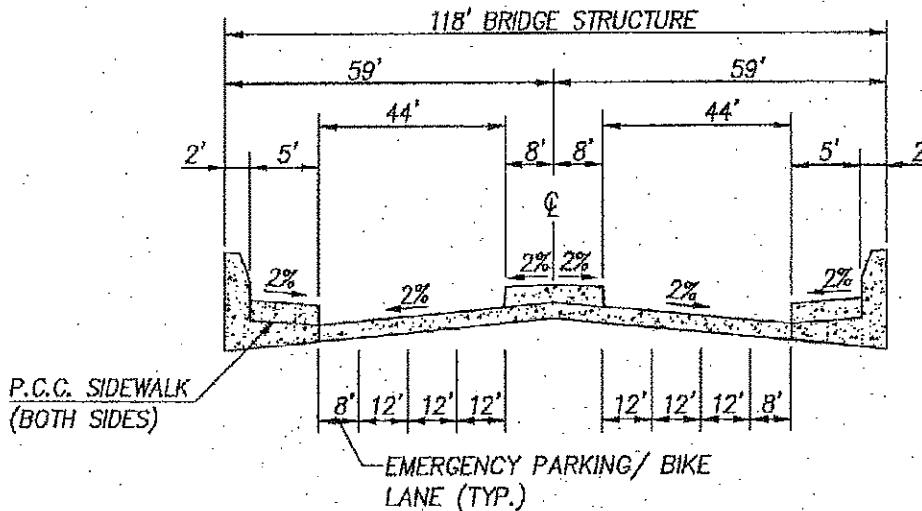 118' BRIDGE STRUCTURE
59' 59'
44' 44'
2' 5' 8' 8' 5' 2
℄
2% 2% 2% 2% 2% 2%
P.C.C. SIDEWALK
(BOTH SIDES)
8' 12' 12' 12' 12' 12' 12' 8'
EMERGENCY PARKING/ BIKE
LANE (TYP.)